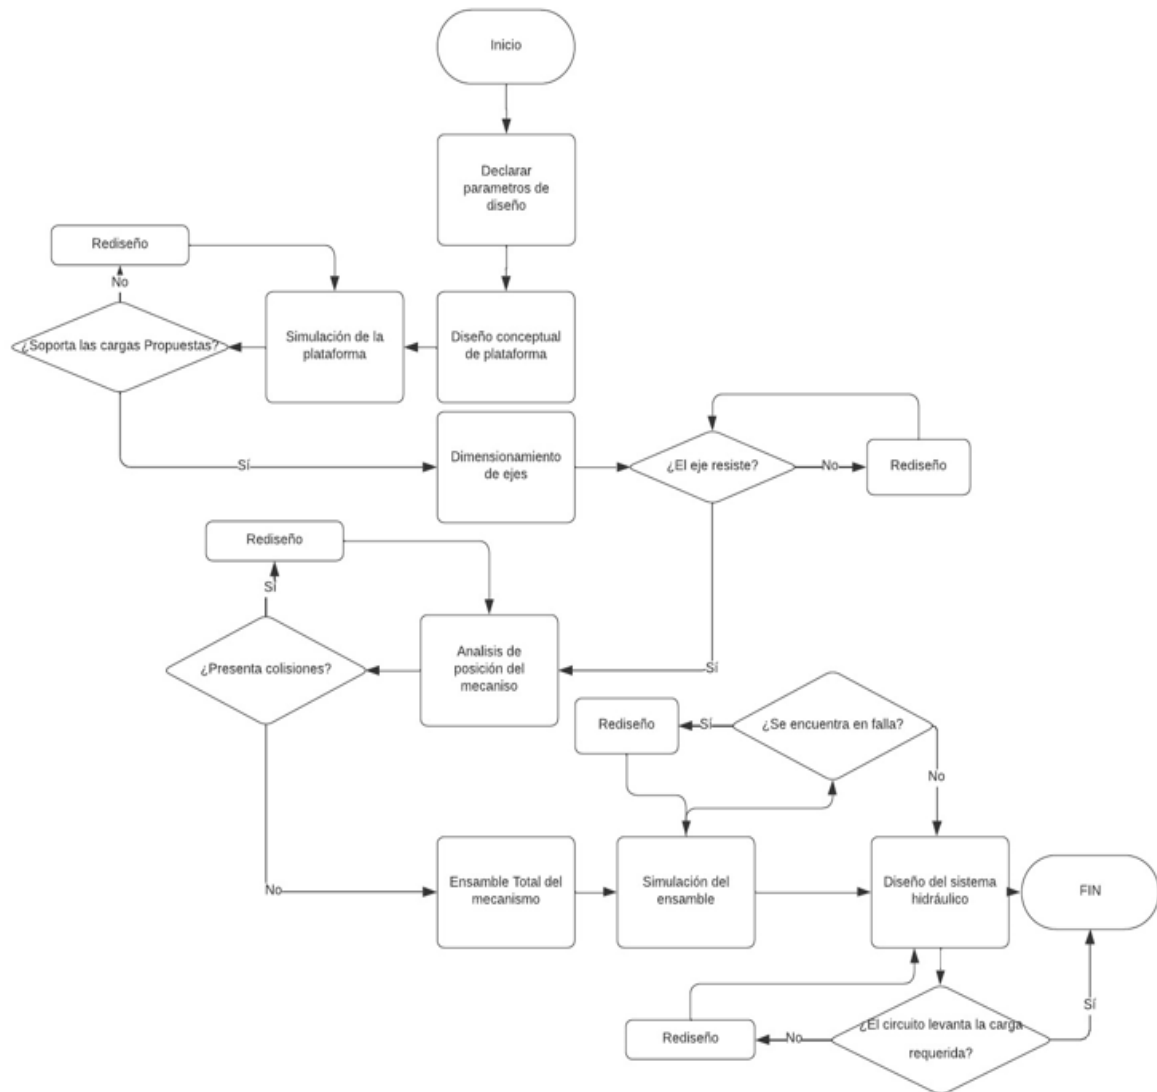 Inicio
Declarar
parametros de
diseño
Rediseño
No
¿Soporta las cargas Propuestas?
Simulación de la
plataforma
Diseño conceptual
de plataforma
Sí
Dimensionamiento
de ejes
¿El eje resiste?
No
Rediseño
Rediseño
Sí
¿Presenta colisiones?
Analisis de
posición del
mecaniso
Sí
Rediseño
Sí
¿Se encuentra en falla?
No
No
Ensamble Total del
mecanismo
Simulación del
ensamble
Diseño del sistema
hidráulico
FIN
Rediseño
No
¿El circuito levanta la carga
requerida?
Sí